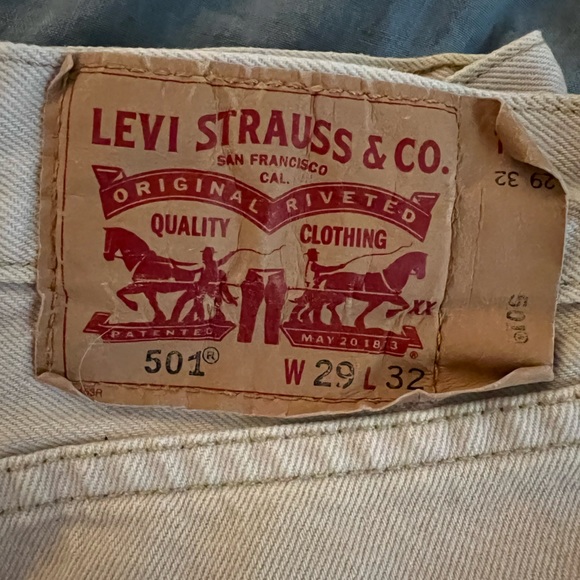 LEVI STRAUSS & CO.
SAN FRANCISCO
CAL.
ORIGINAL RIVETED
QUALITY CLOTHING
XX
PATENTED MAY 20 1873
®
501® W 29 L 32
29 32
501®